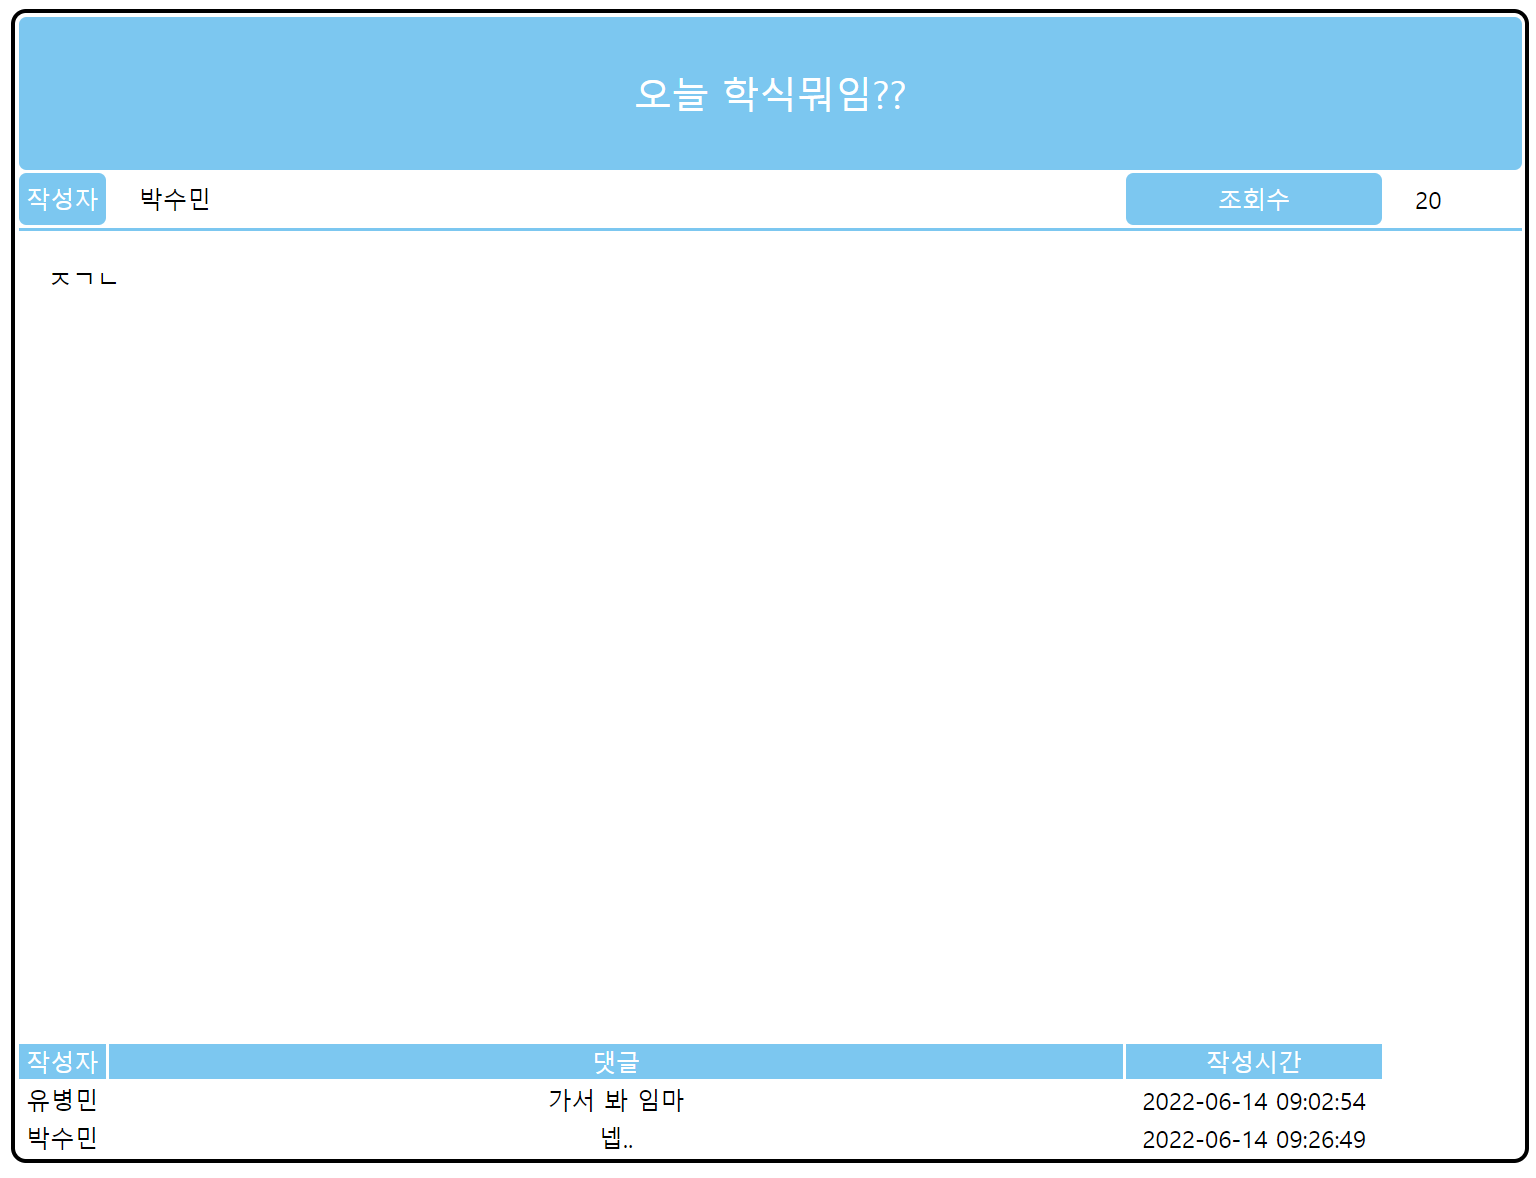 오늘 학식뭐임??
작성자 박수민 조회수 20
ㅈㄱㄴ
작성자 댓글 작성시간
유병민 가서 봐 임마 2022-06-14 09:02:54
박수민 넵.. 2022-06-14 09:26:49